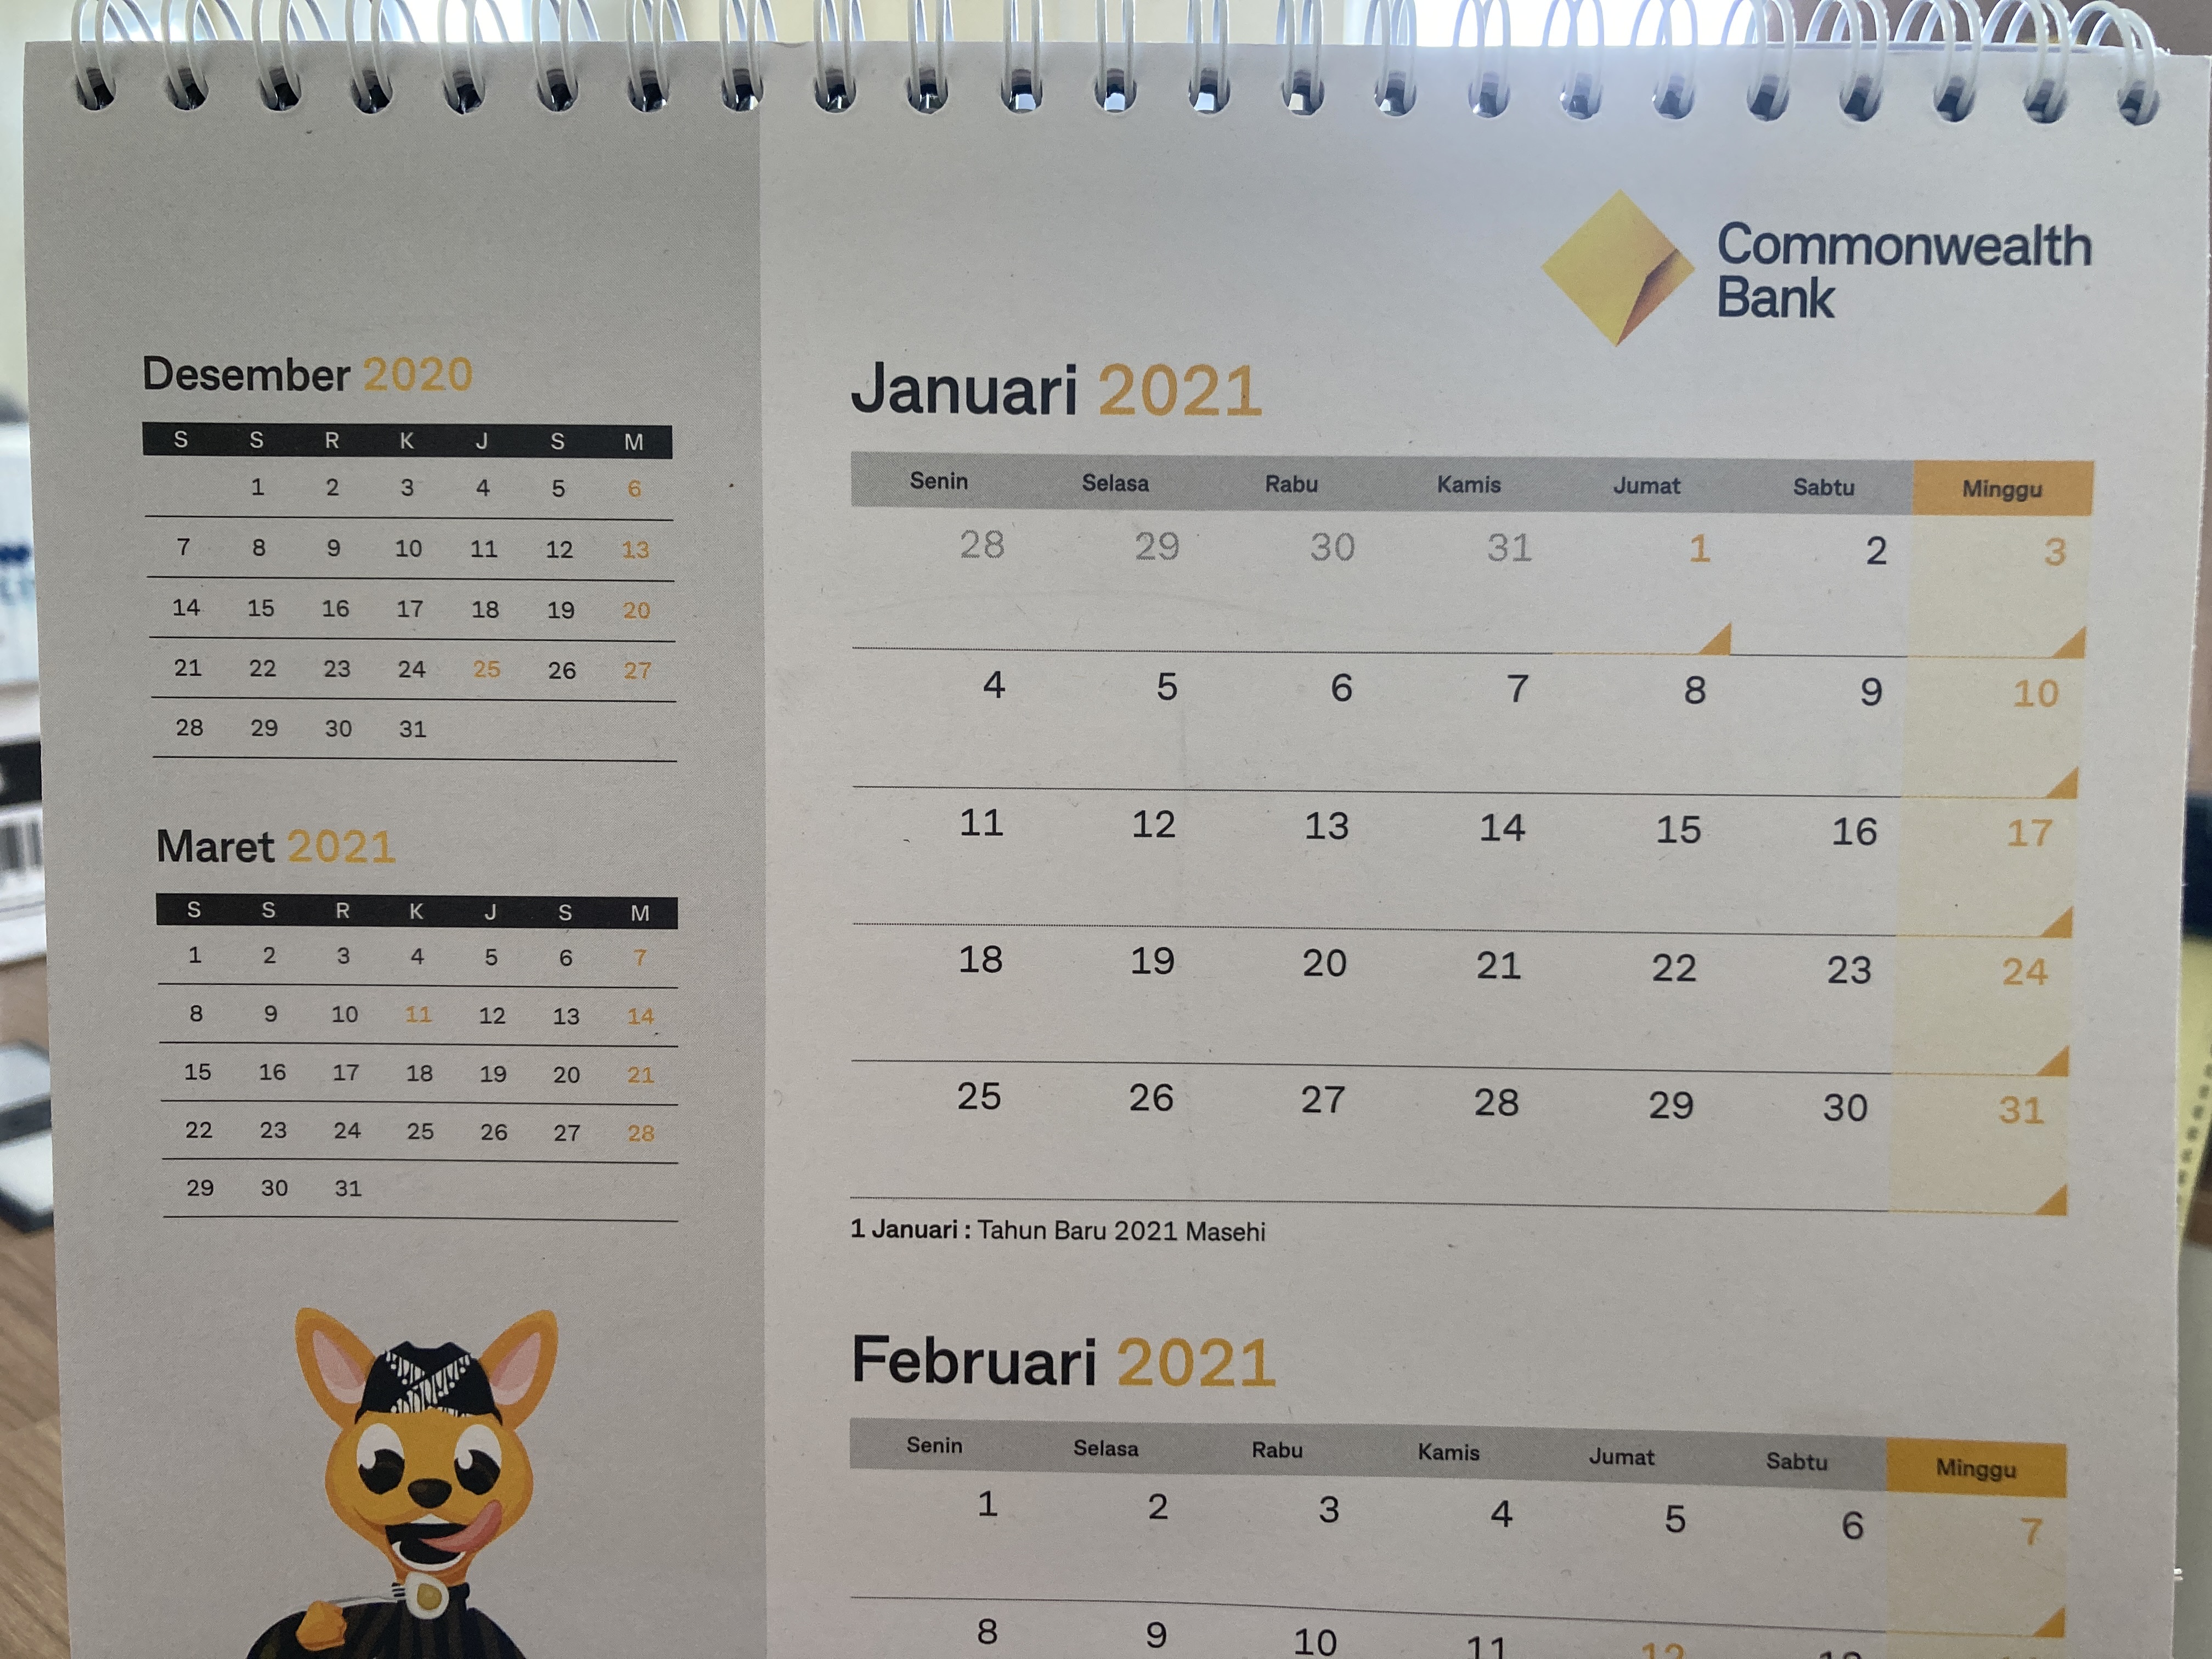 Commonwealth
Bank
Desember 2020
S S R K J S M
1 2 3 4 5 6
7 8 9 10 11 12 13
14 15 16 17 18 19 20
21 22 23 24 25 26 27
28 29 30 31
Maret 2021
S S R K J S M
1 2 3 4 5 6 7
8 9 10 11 12 13 14
15 16 17 18 19 20 21
22 23 24 25 26 27 28
29 30 31
Januari 2021
Senin Selasa Rabu Kamis Jumat Sabtu Minggu
28 29 30 31 1 2 3
4 5 6 7 8 9 10
11 12 13 14 15 16 17
18 19 20 21 22 23 24
25 26 27 28 29 30 31
1 Januari : Tahun Baru 2021 Masehi
Februari 2021
Senin Selasa Rabu Kamis Jumat Sabtu Minggu
1 2 3 4 5 6 7
8 9 10 11 12